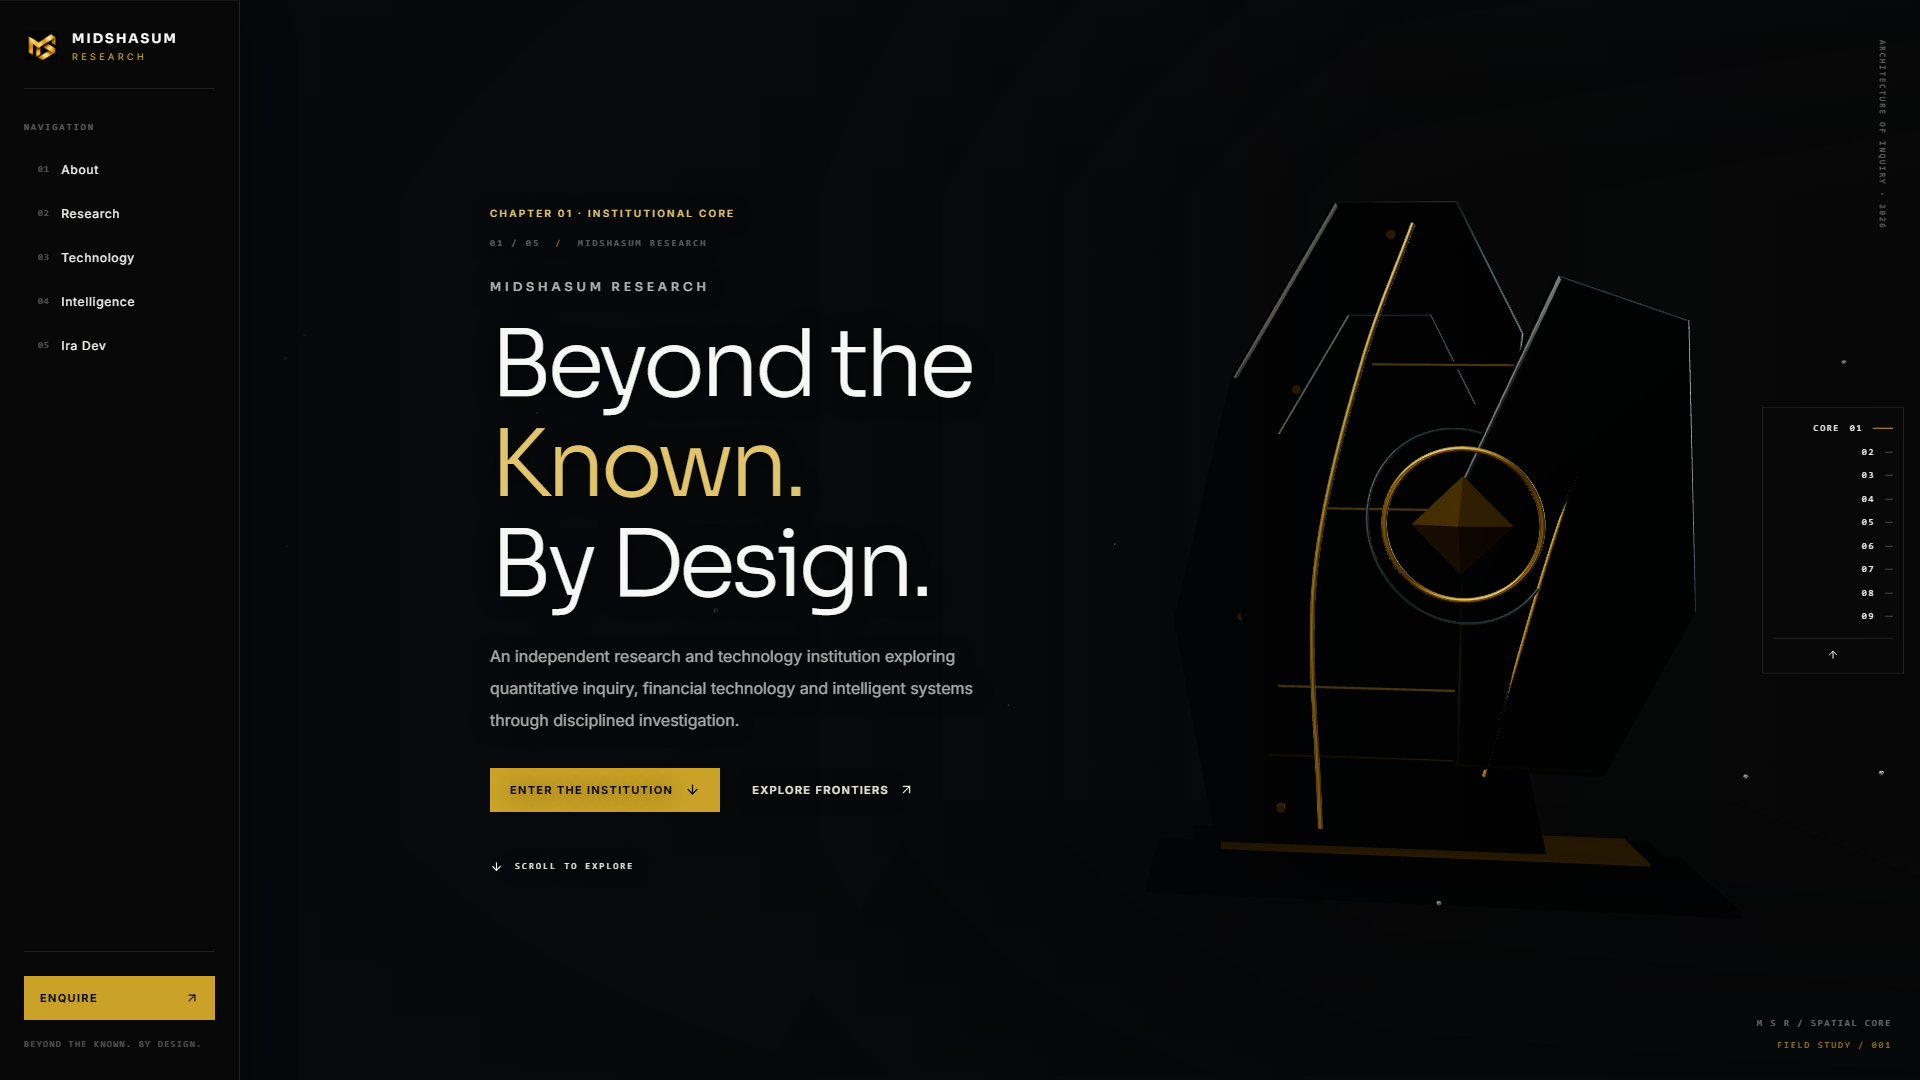 MIDSHASUM
RESEARCH
NAVIGATION
01 About
02 Research
03 Technology
04 Intelligence
05 Ira Dev
ENQUIRE
BEYOND THE KNOWN. BY DESIGN.
CHAPTER 01 · INSTITUTIONAL CORE
01 / 05 / MIDSHASUM RESEARCH
MIDSHASUM RESEARCH
Beyond the
Known.
By Design.
An independent research and technology institution exploring
quantitative inquiry, financial technology and intelligent systems
through disciplined investigation.
ENTER THE INSTITUTION
EXPLORE FRONTIERS
SCROLL TO EXPLORE
ARCHITECTURE OF INQUIRY · 2026
CORE 01
02
03
04
05
06
07
08
09
M S R / SPATIAL CORE
FIELD STUDY / 001